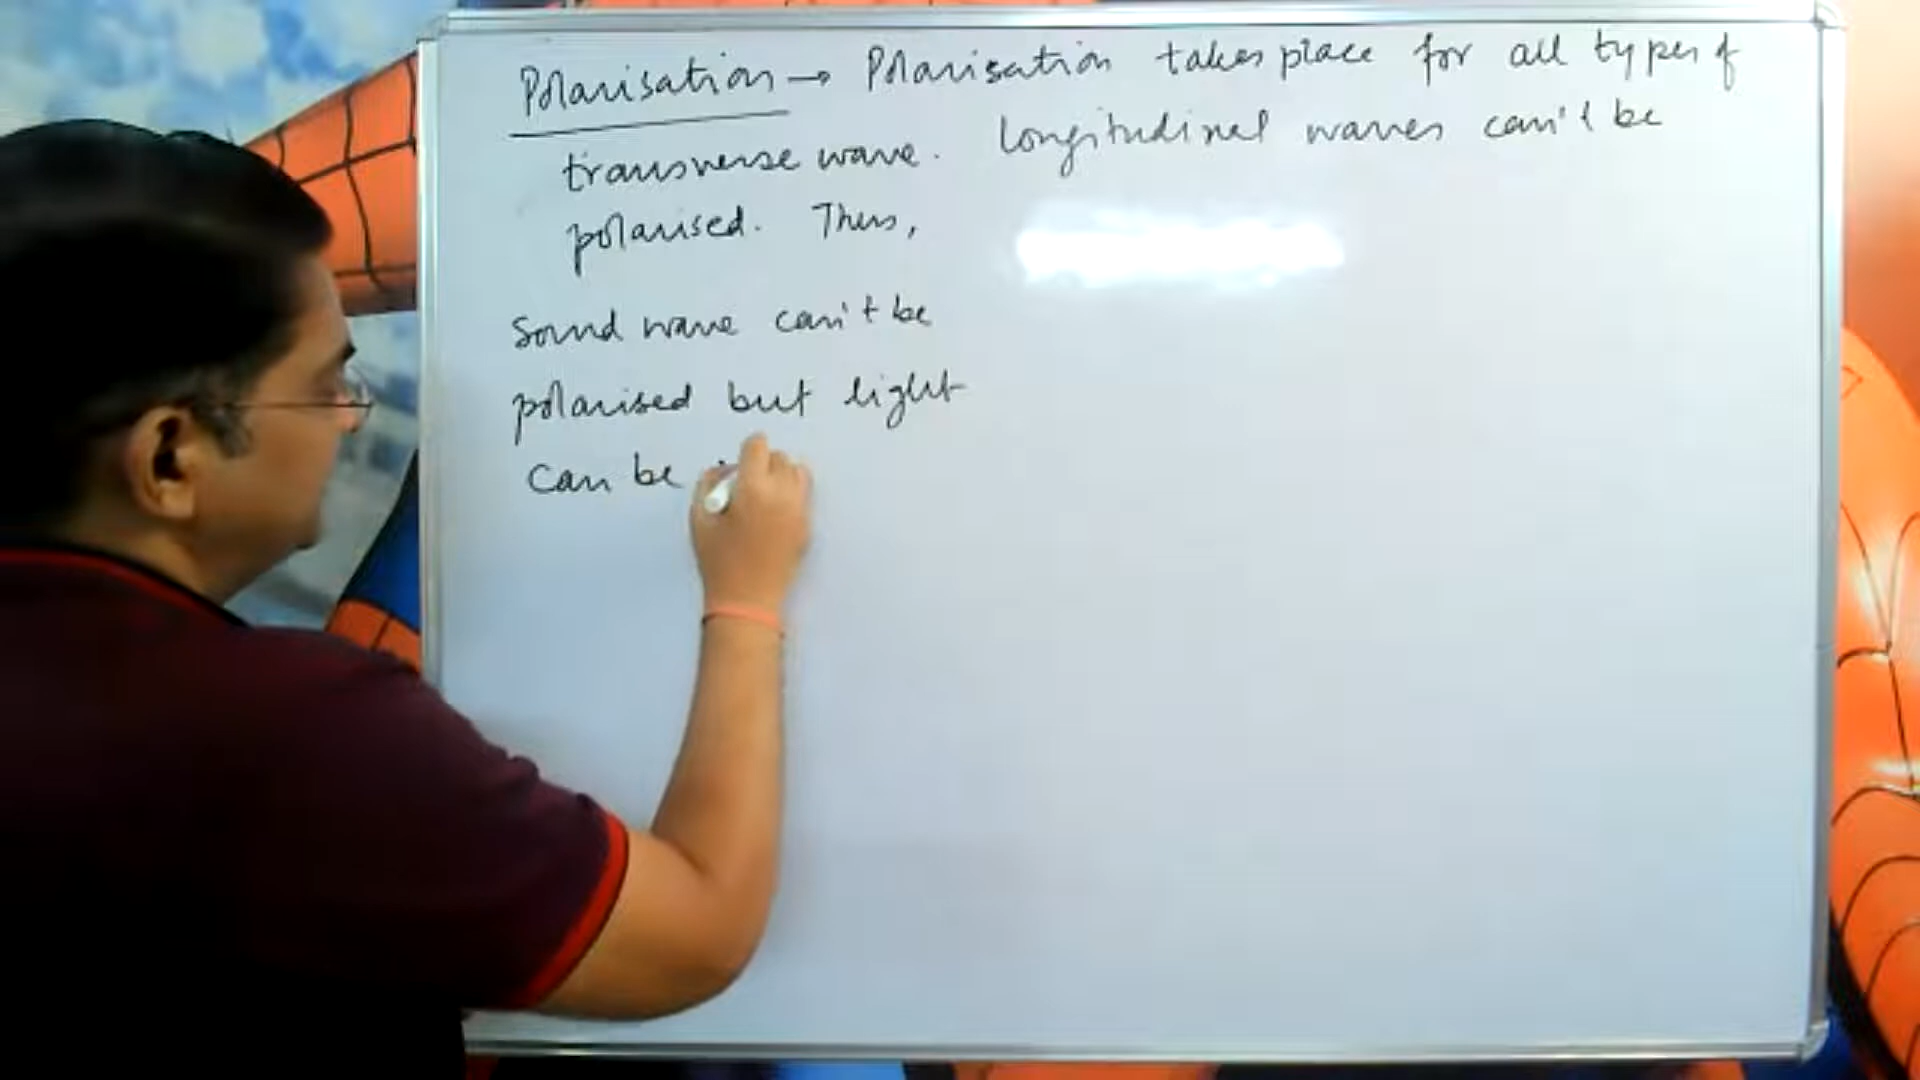 Polarisation → Polarisation takes place for all types of
transverse wave. Longitudinal waves can't be
polarised. Thus,
Sound wave can't be
polarised but light
can be